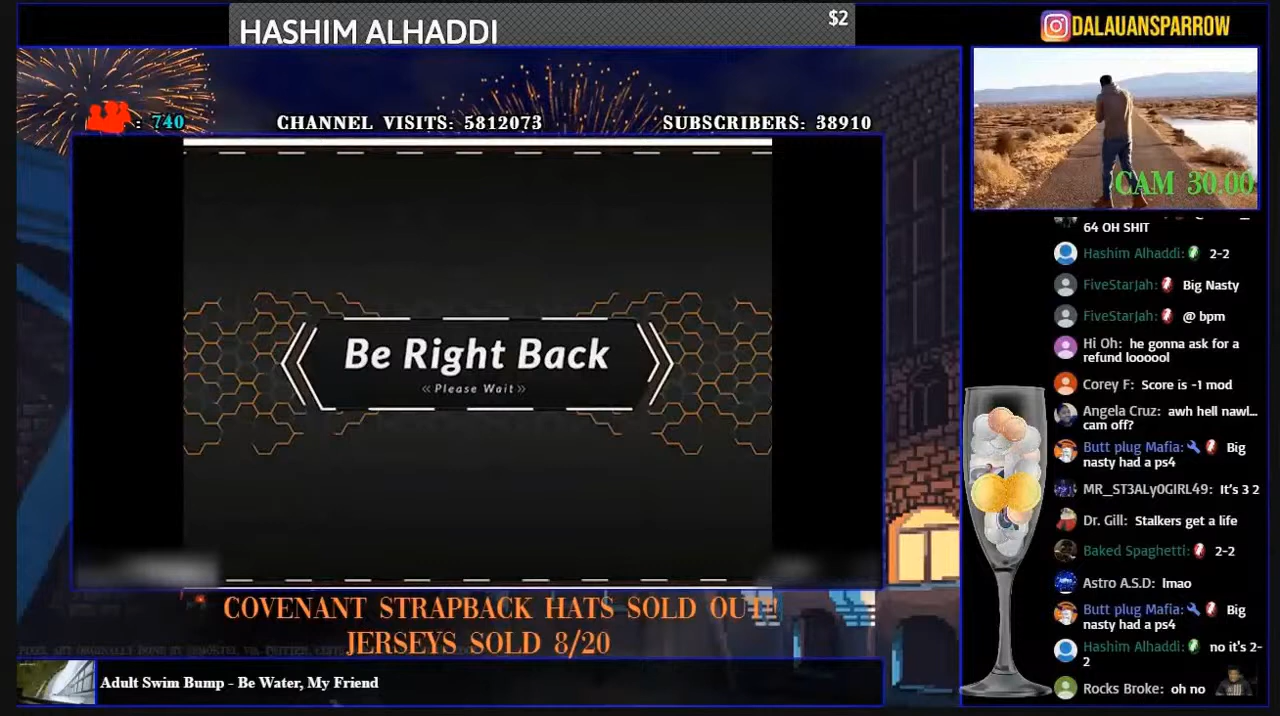 HASHIM ALHADDI
$2
DALAUANSPARROW
: 740
CHANNEL VISITS: 5812073
SUBSCRIBERS: 38910
CAM 30.00
Be Right Back
«Please Wait»
64 OH SHIT
Hashim Alhaddi: 2-2
FiveStarJah: Big Nasty
FiveStarJah: @ bpm
Hi Oh: he gonna ask for a
refund looool
Corey F: Score is -1 mod
Angela Cruz: awh hell nawl...
cam off?
Butt plug Mafia: Big
nasty had a ps4
MR_ST3ALy0GIRL49: It's 3 2
Dr. Gill: Stalkers get a life
Baked Spaghetti: 2-2
Astro A.S.D: lmao
Butt plug Mafia: Big
nasty had a ps4
Hashim Alhaddi: no it's 2-
2
Rocks Broke: oh no
COVENANT STRAPBACK HATS SOLD OUT!!
JERSEYS SOLD 8/20
Adult Swim Bump - Be Water, My Friend